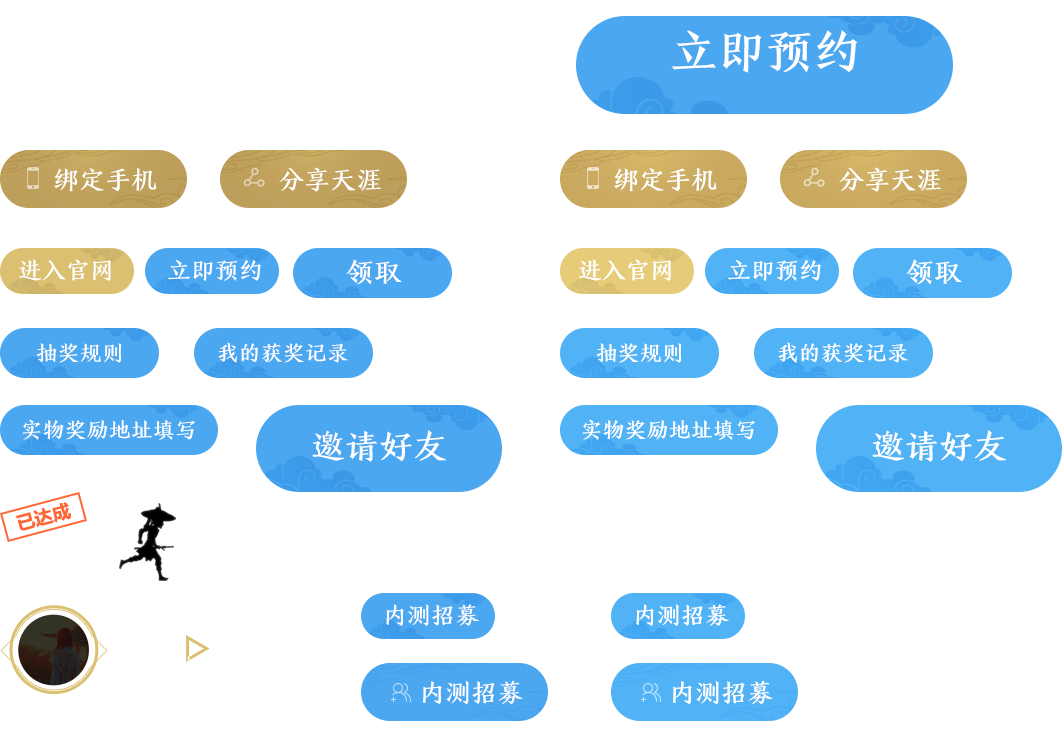 立即预约
绑定手机 分享天涯 绑定手机 分享天涯
进入官网 立即预约 领取 进入官网 立即预约 领取
抽奖规则 我的获奖记录 抽奖规则 我的获奖记录
实物奖励地址填写 邀请好友 实物奖励地址填写 邀请好友
已达成
内测招募 内测招募
内测招募 内测招募